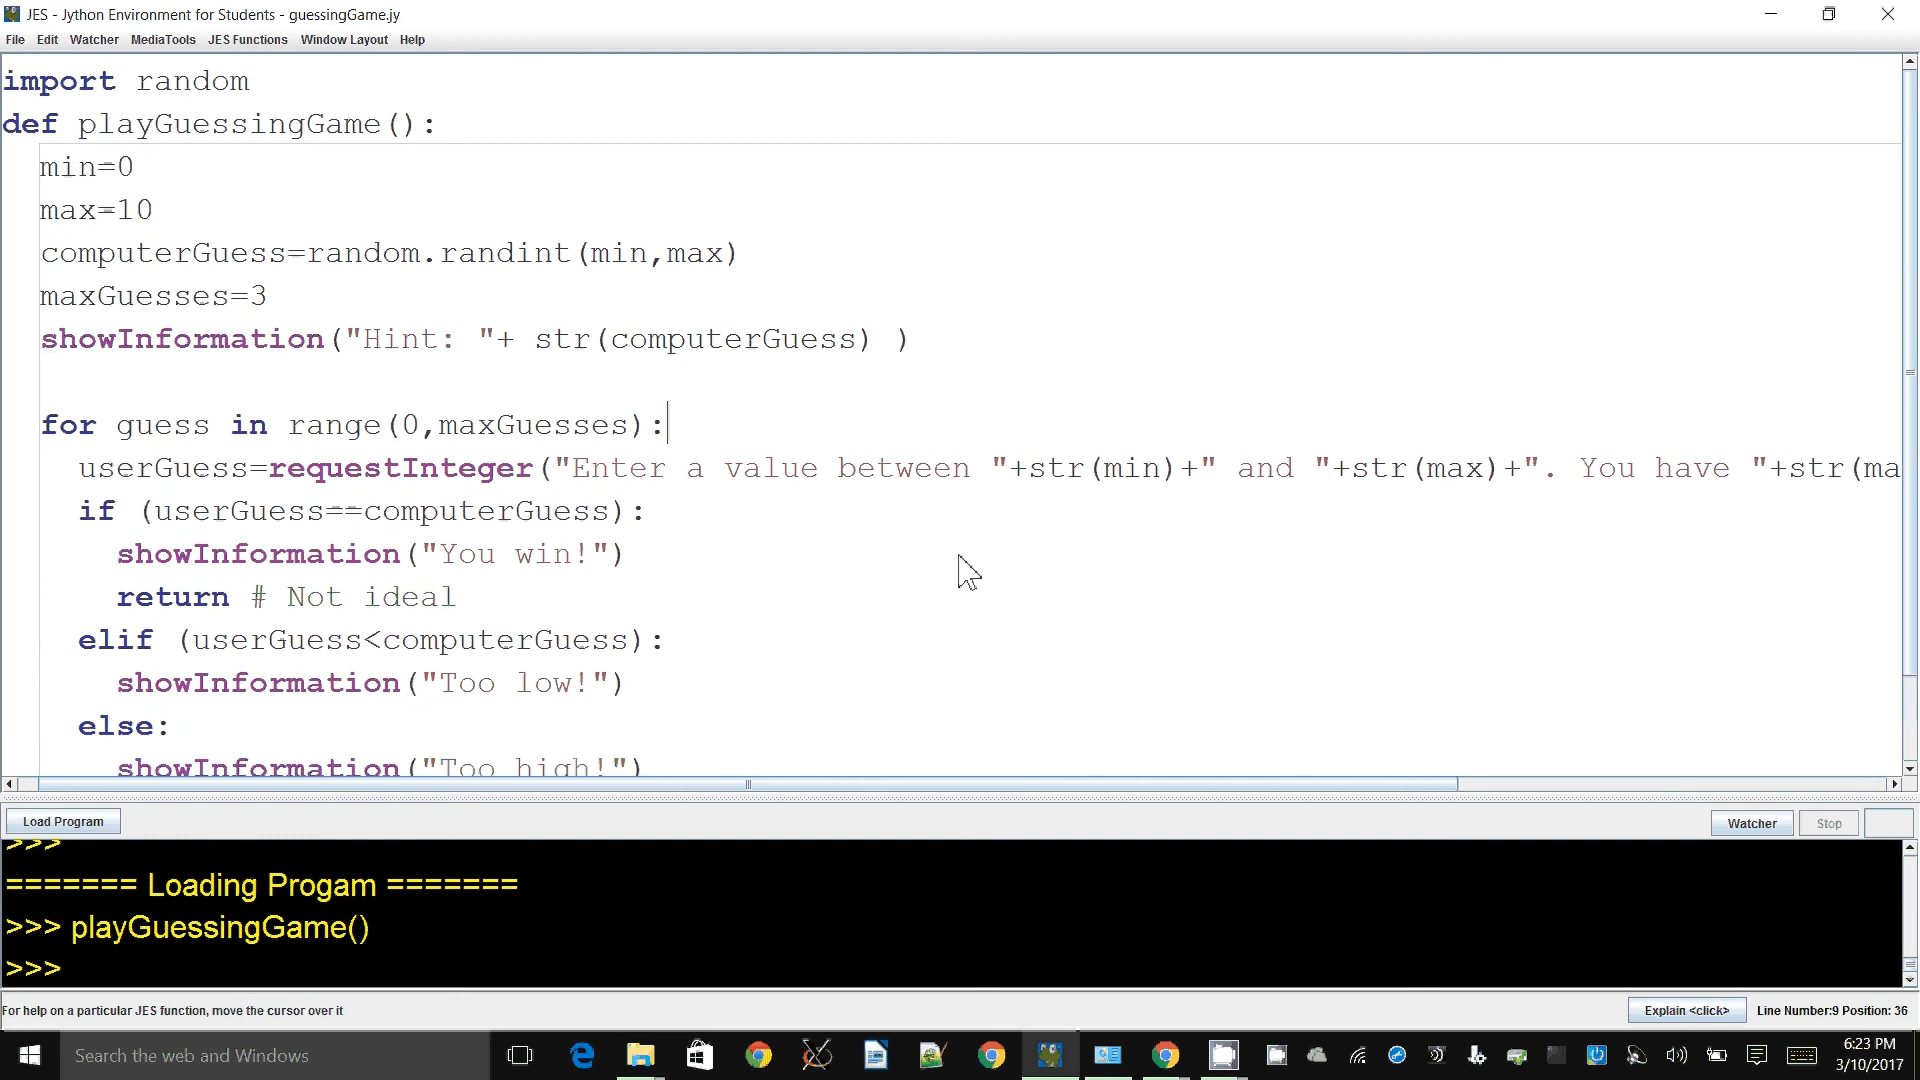 JES - Jython Environment for Students - guessingGame.jy
File Edit Watcher MediaTools JES Functions Window Layout Help
import random
def playGuessingGame():
min=0
max=10
computerGuess=random.randint(min,max)
maxGuesses=3
showInformation("Hint: "+ str(computerGuess) )
for guess in range(0,maxGuesses):
userGuess=requestInteger("Enter a value between "+str(min)+" and "+str(max)+". You have "+str(ma
if (userGuess==computerGuess):
showInformation("You win!")
return # Not ideal
elif (userGuess<computerGuess):
showInformation("Too low!")
else:
showInformation("Too high!")
Load Program
Watcher Stop
>>>
======= Loading Progam =======
>>> playGuessingGame()
>>>
For help on a particular JES function, move the cursor over it
Explain <click> Line Number:9 Position: 36
Search the web and Windows
6:23 PM
3/10/2017